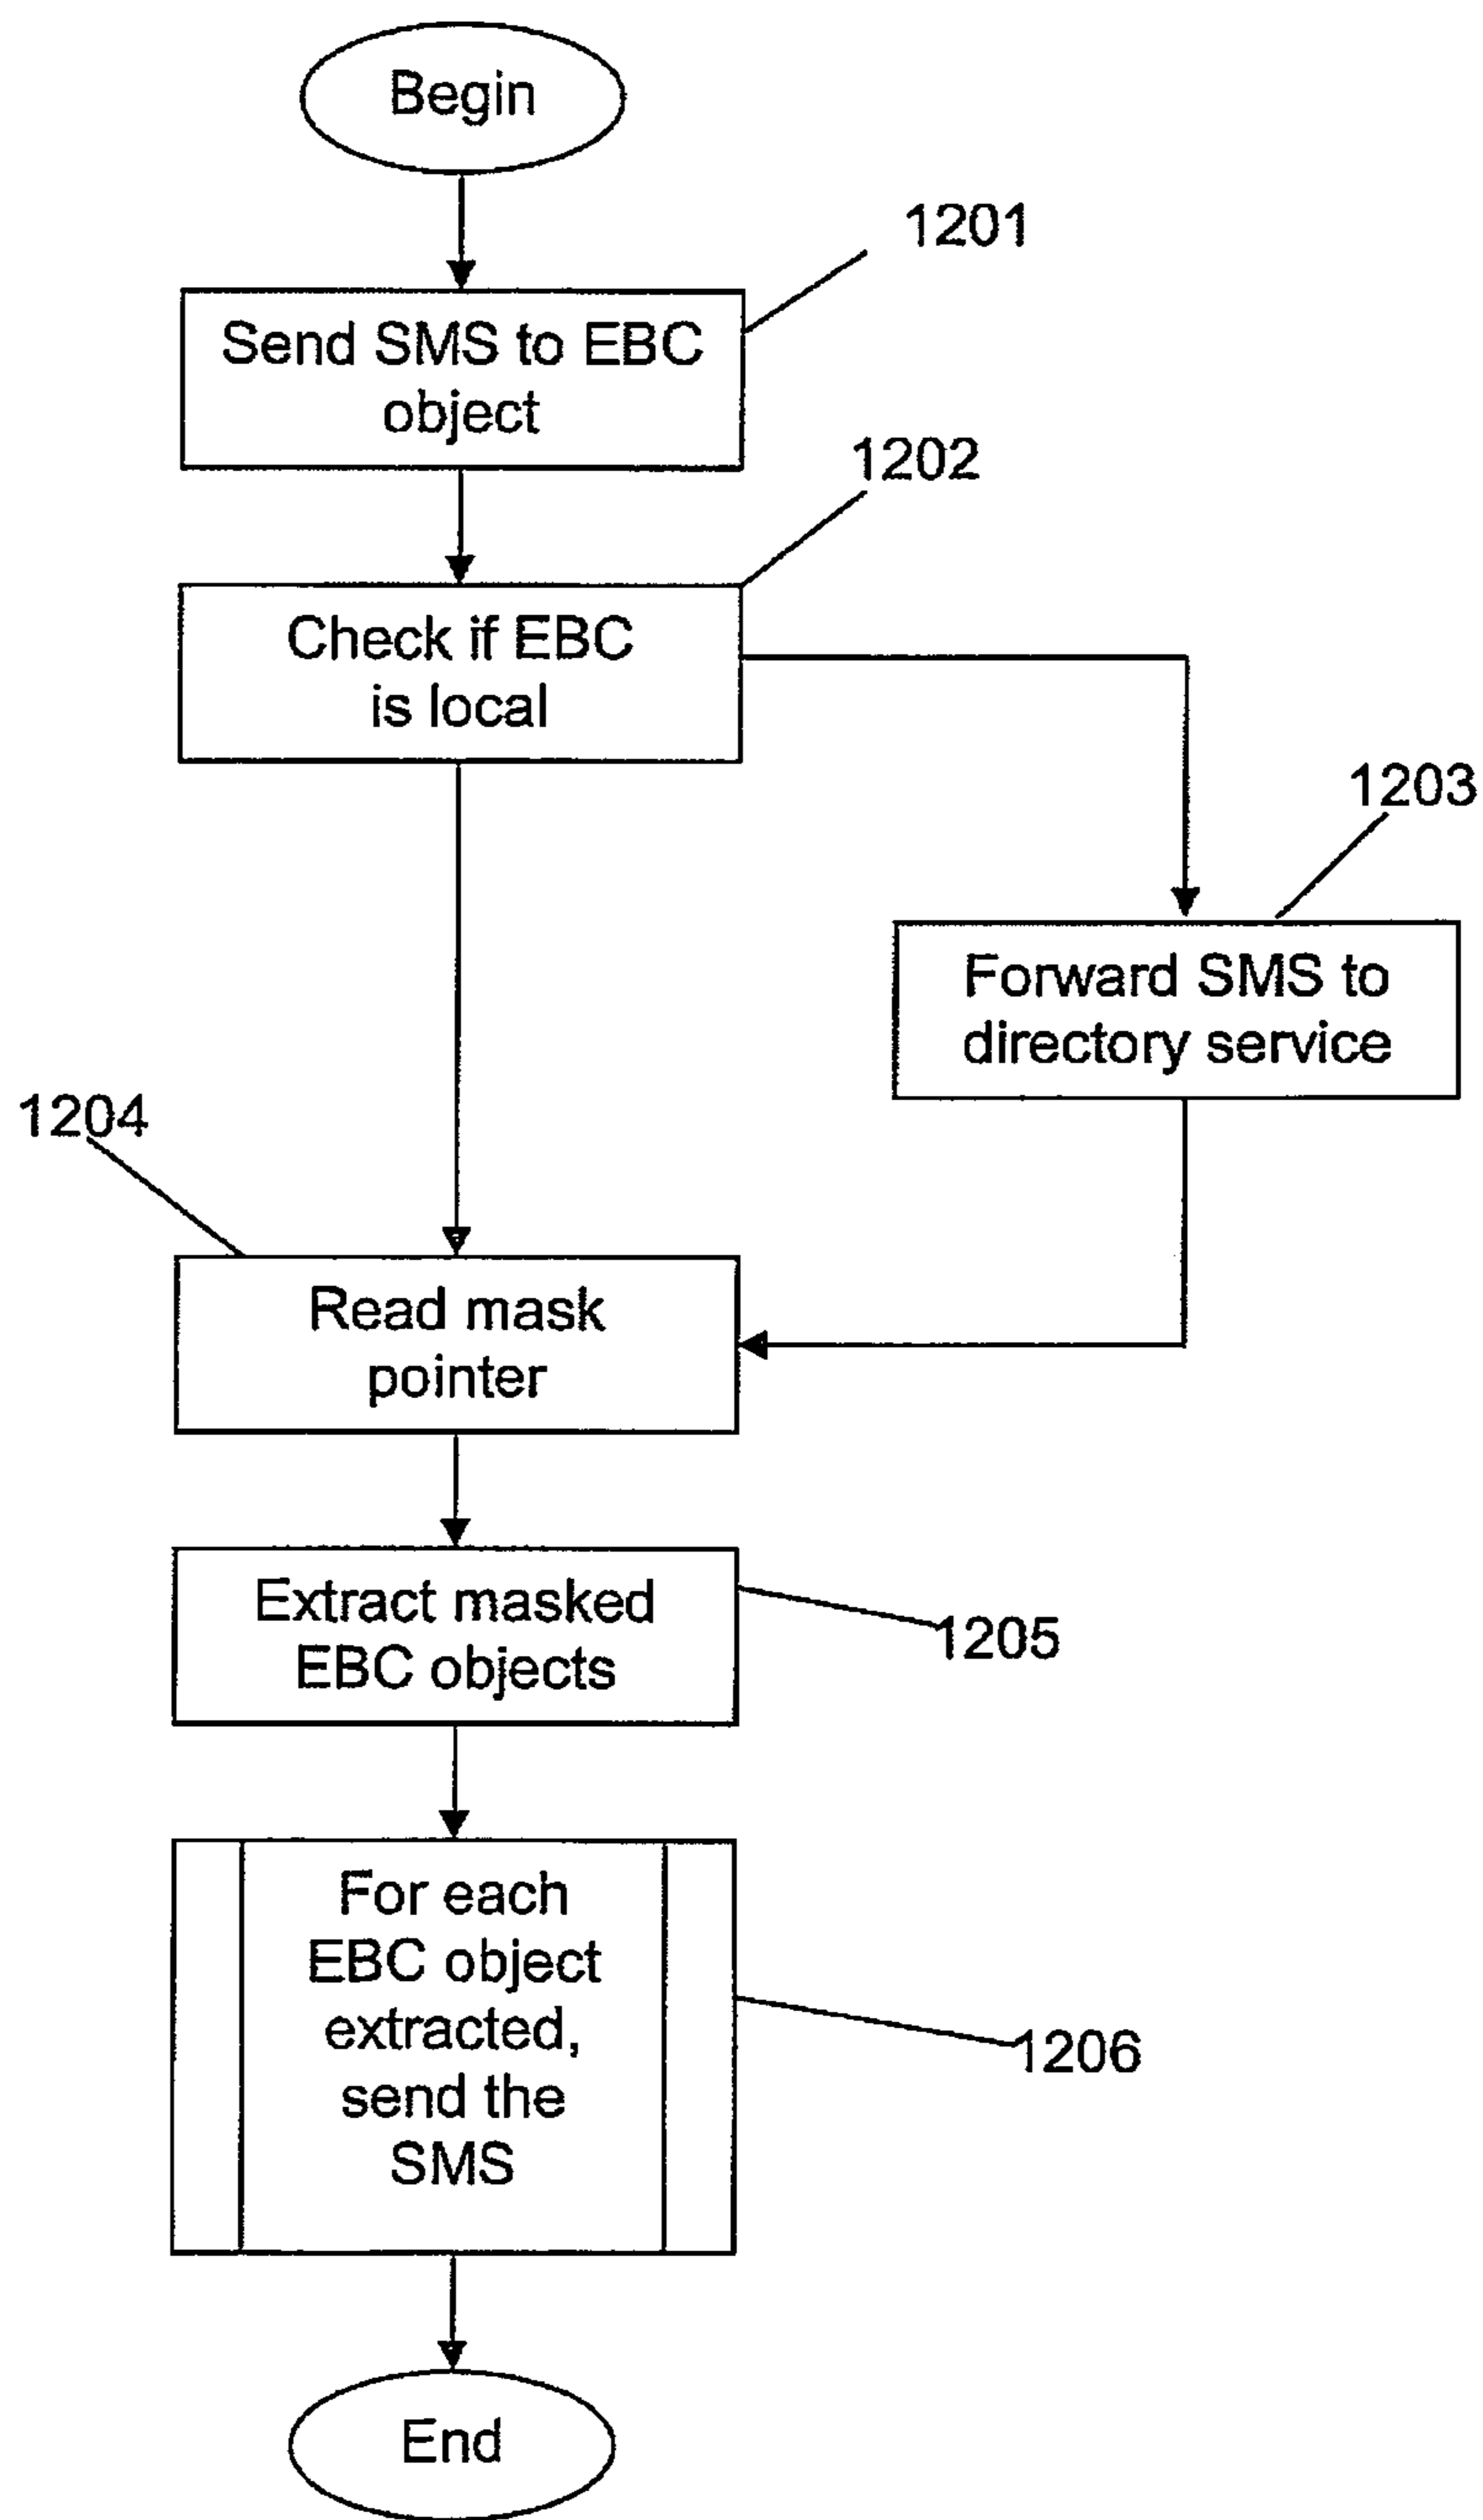 Begin
1201
Send SMS to EBC
object
1202
Check if EBC
is local
1203
Forward SMS to
directory service
1204
Read mask
pointer
Extract masked
EBC objects
1205
For each
EBC object
extracted,
send the
SMS
1206
End